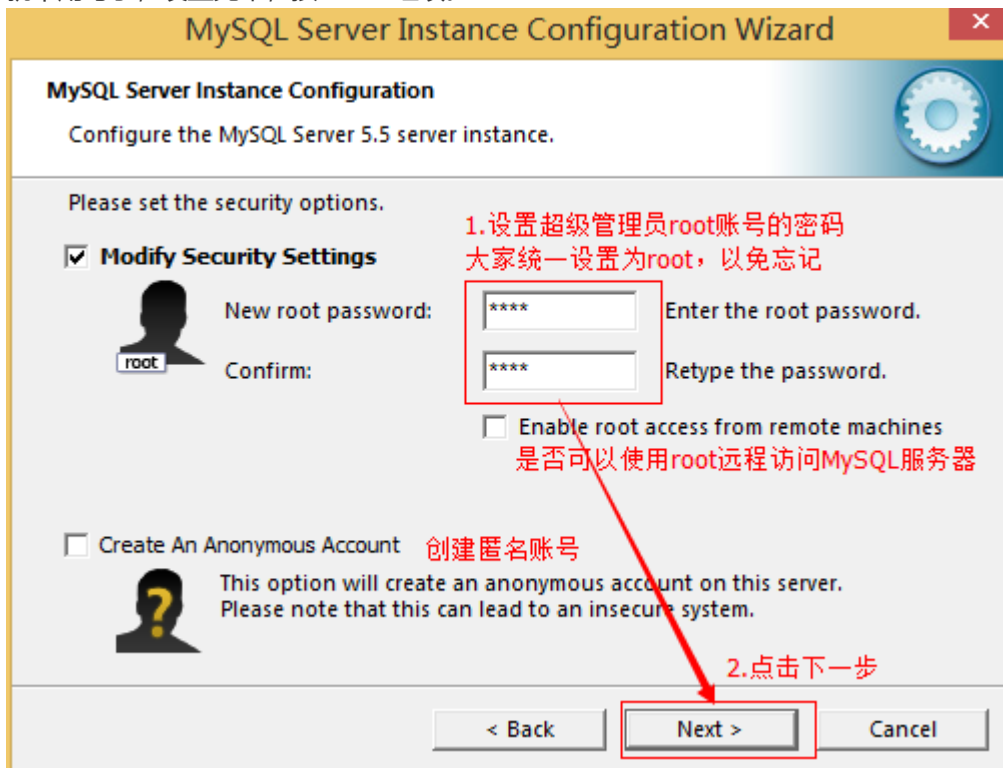 MySQL Server Instance Configuration Wizard
MySQL Server Instance Configuration
Configure the MySQL Server 5.5 server instance.
Please set the security options.
1.设置超级管理员root账号的密码
大家统一设置为root，以免忘记
Modify Security Settings
New root password:
****
Enter the root password.
root
Confirm:
****
Retype the password.
Enable root access from remote machines
是否可以使用root远程访问MySQL服务器
Create An Anonymous Account
创建匿名账号
This option will create an anonymous account on this server.
Please note that this can lead to an insecure system.
2.点击下一步
< Back
Next >
Cancel